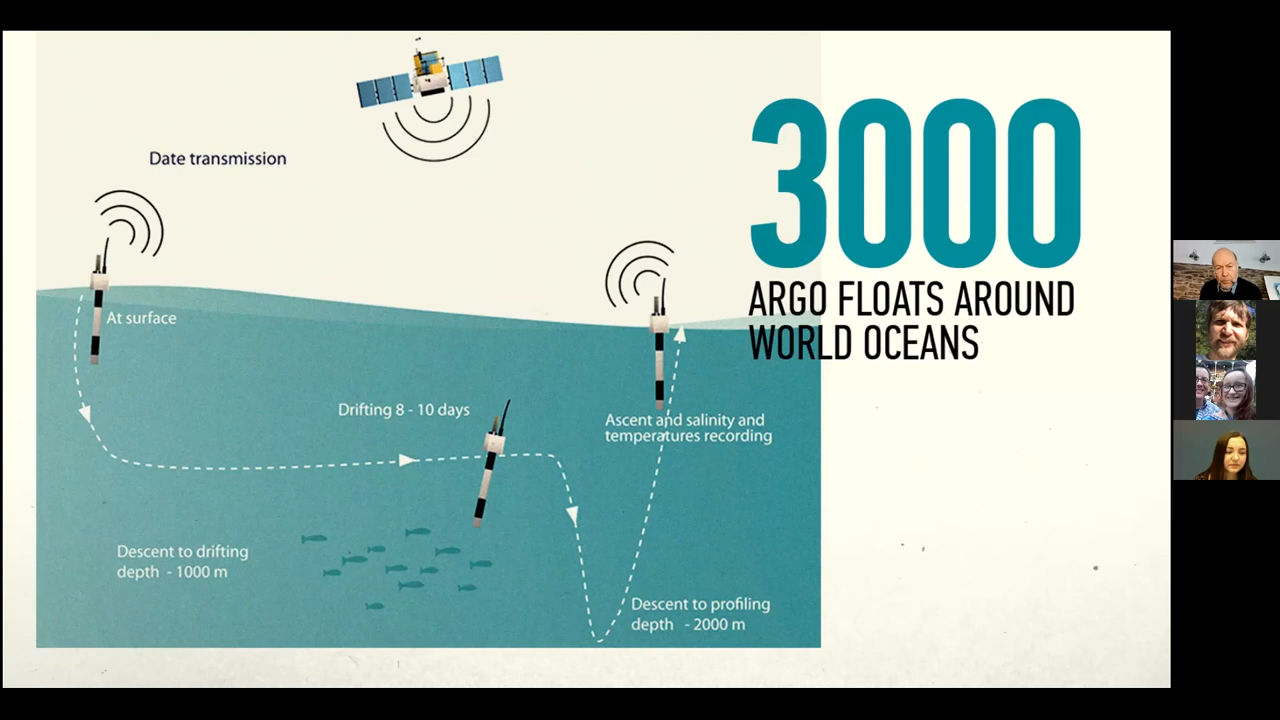 3000
ARGO FLOATS AROUND
WORLD OCEANS
Date transmission
At surface
Drifting 8 - 10 days
Ascent and salinity and
temperatures recording
Descent to drifting
depth - 1000 m
Descent to profiling
depth - 2000 m